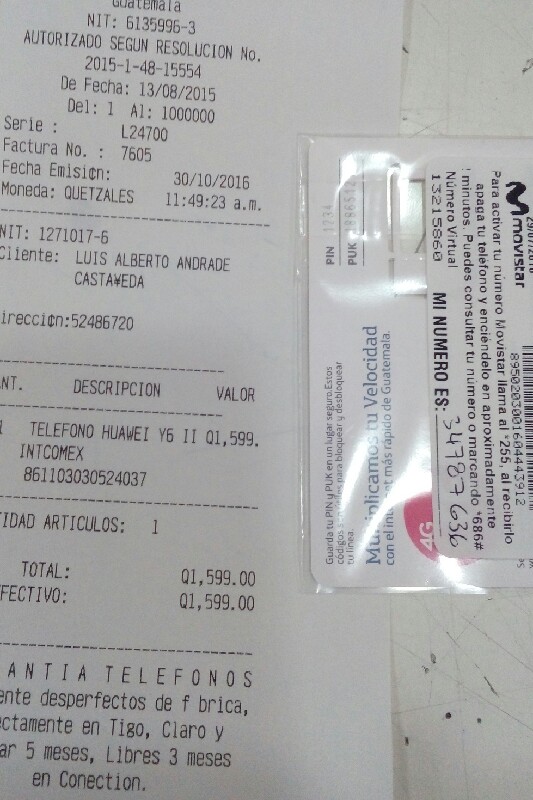 Guatemala
NIT: 6135996-3
AUTORIZADO SEGUN RESOLUCION No.
2015-1-48-15554
De Fecha: 13/08/2015
Del: 1 Al: 1000000
Serie : L24700
Factura No. : 7605
Fecha Emisi¢n: 30/10/2016
Moneda: QUETZALES 11:49:23 a.m.
NIT: 1271017-6
Cliente: LUIS ALBERTO ANDRADE
CASTA¥EDA
irecci¢n:52486720
NT. DESCRIPCION VALOR
1 TELEFONO HUAWEI Y6 II Q1,599.
INTCOMEX
861103030524037
TIDAD ARTICULOS: 1
TOTAL: Q1,599.00
FECTIVO: Q1,599.00
ANTIA TELEFONOS
ente desperfectos de f brica,
ctamente en Tigo, Claro y
ar 5 meses, Libres 3 meses
en Conection.
PIN 1234
PUK
Guarda tu PIN y PUK en un lugar seguro. Estos
códigos son útiles para bloquear y desbloquear
tu línea.
Multiplicamos tu Velocidad
con el internet más rápido de Guatemala.
4G
movistar
8950203001604443912
Para activar tu número Movistar llama al *255, al recibirlo
apaga tu teléfono y enciéndelo en aproximadamente
! minutos. Puedes consultar tu número marcando *686#
Número Virtual
13215860 MI NUMERO ES: 34787636